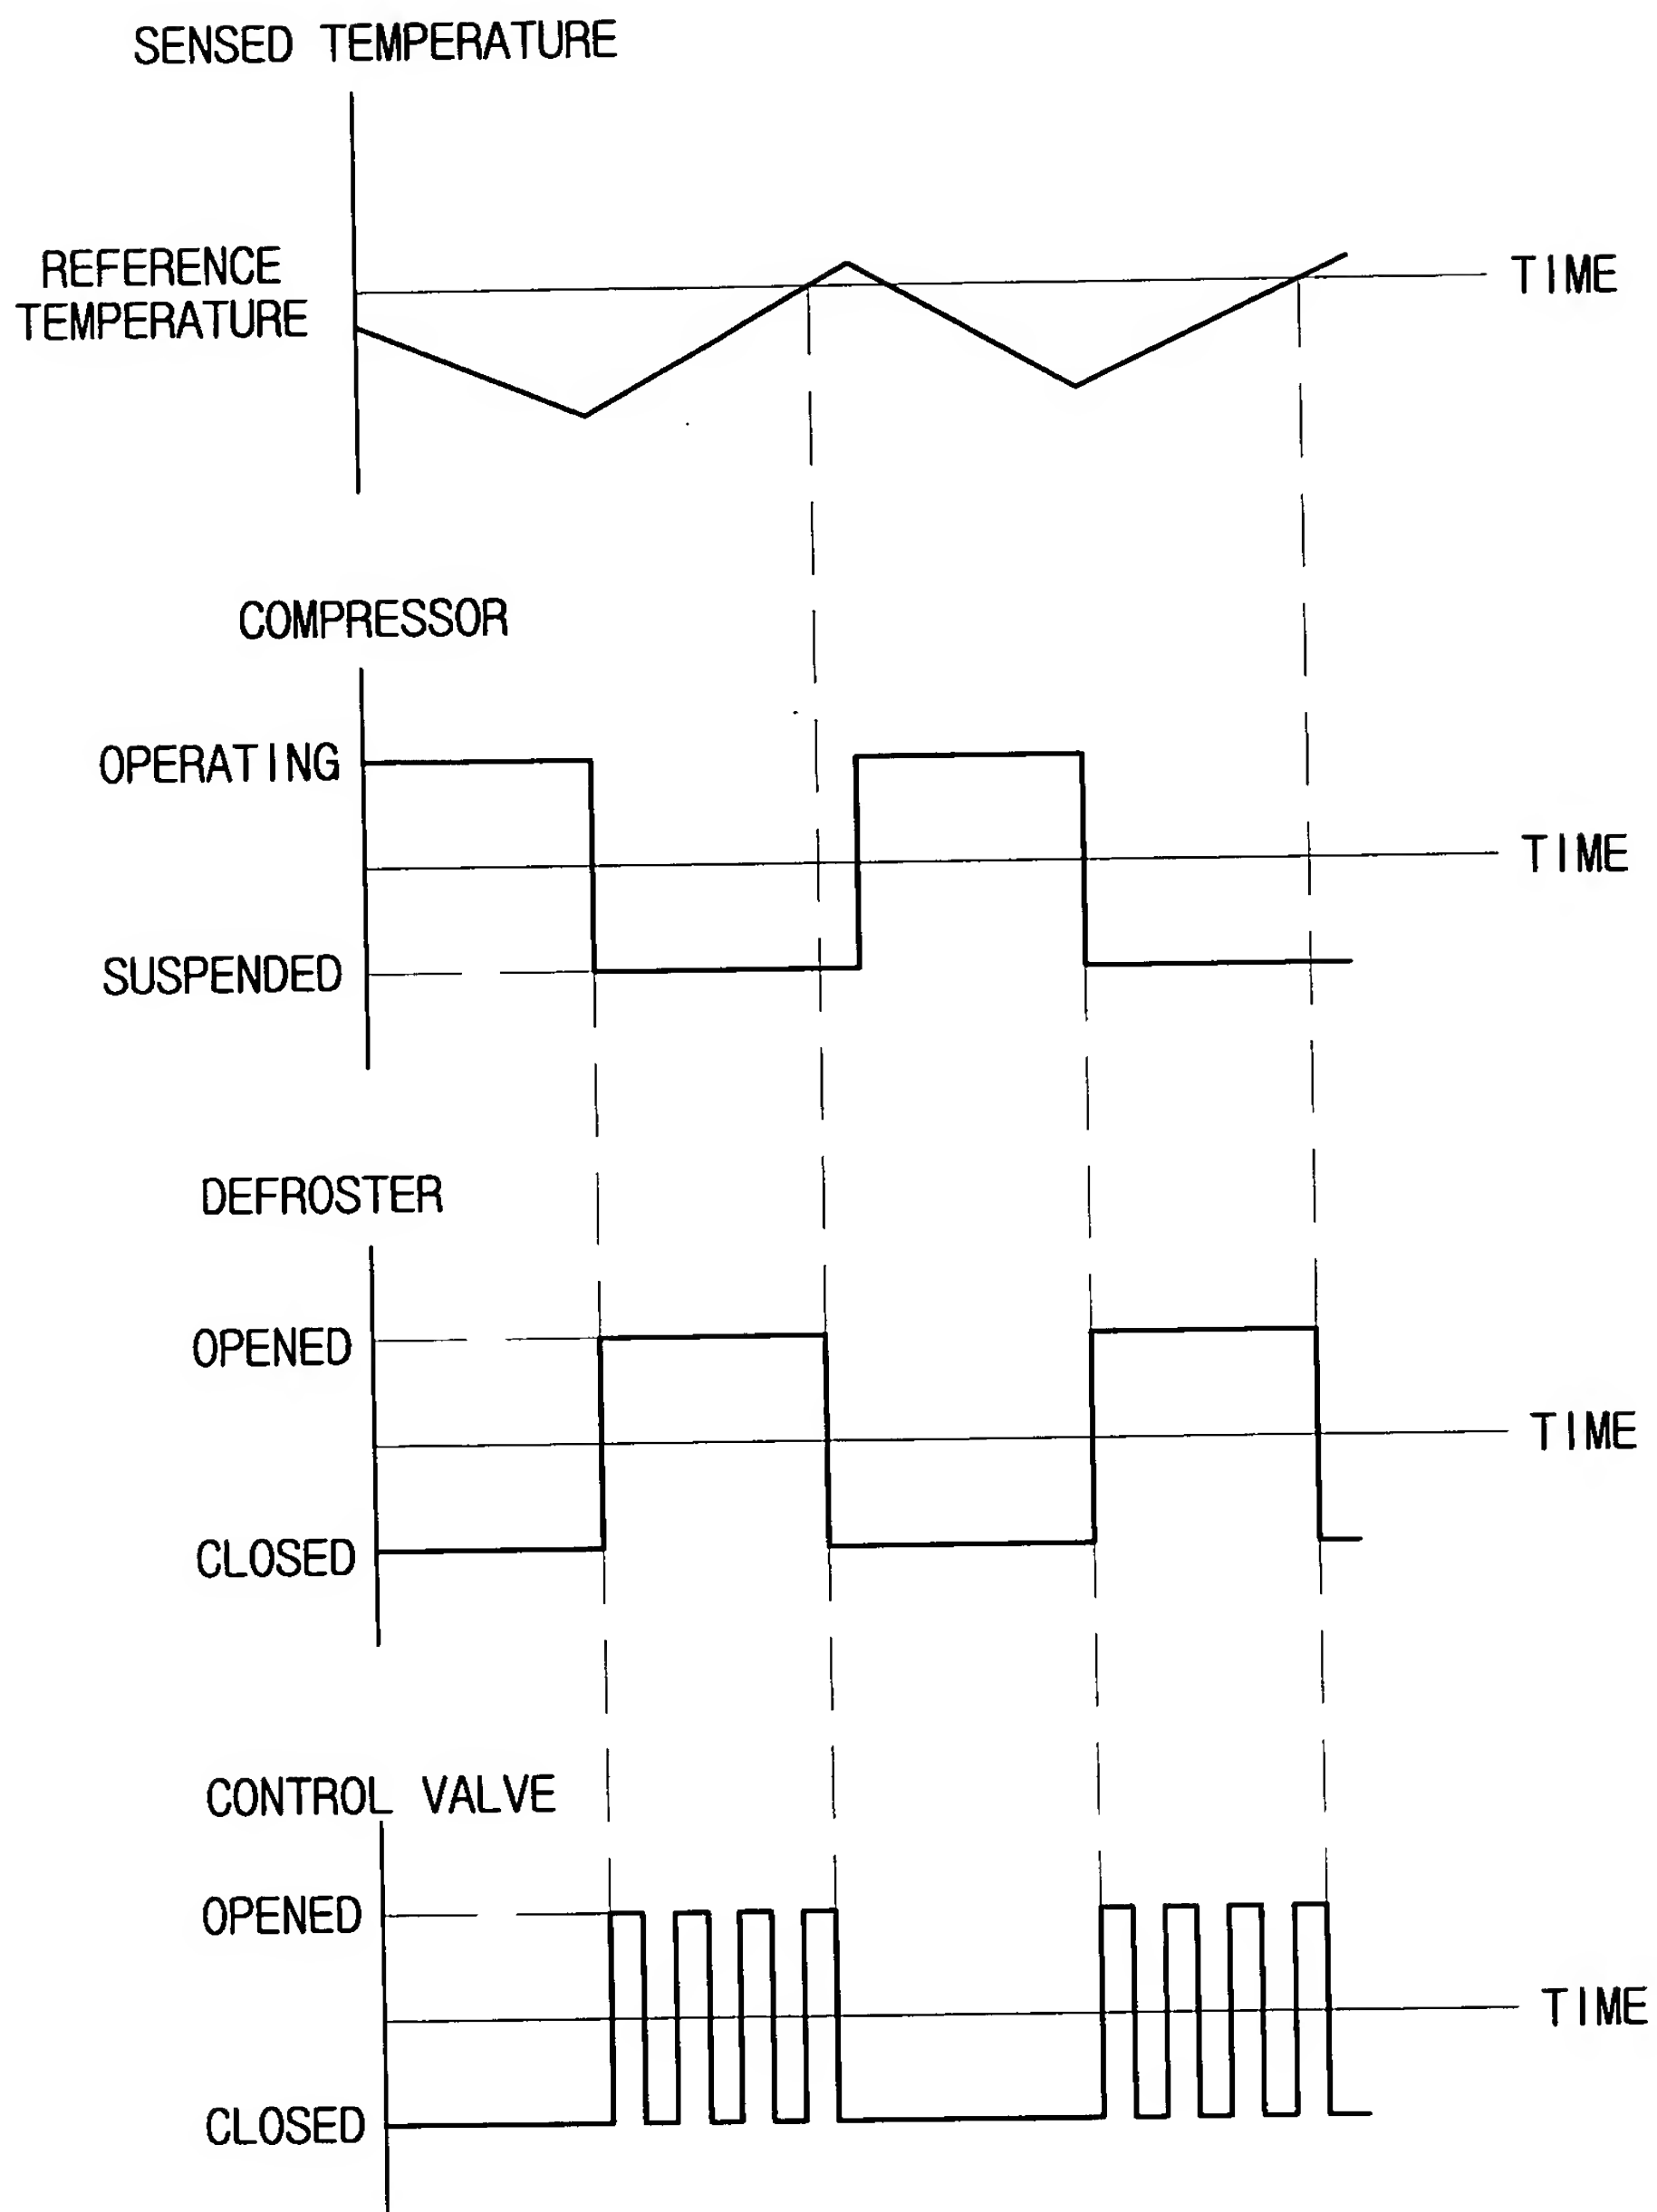 SENSED TEMPERATURE
REFERENCE
TEMPERATURE
TIME
COMPRESSOR
OPERATING
TIME
SUSPENDED
DEFROSTER
OPENED
TIME
CLOSED
CONTROL VALVE
OPENED
TIME
CLOSED